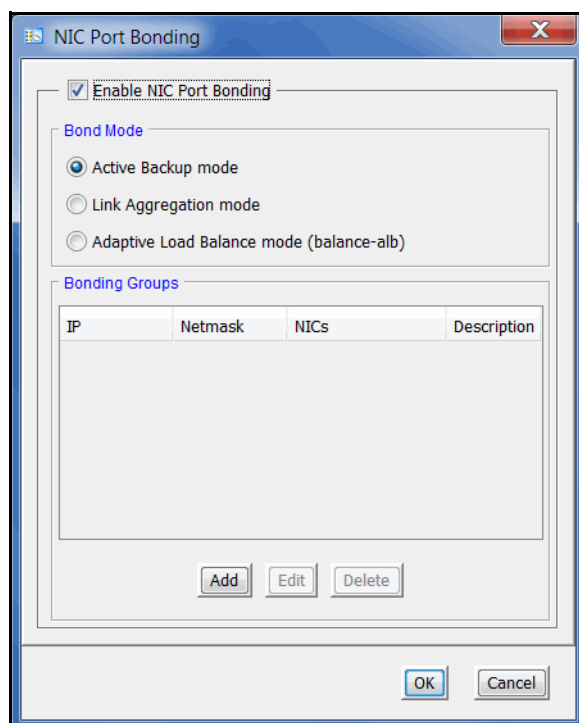 NIC Port Bonding
X
Enable NIC Port Bonding
Bond Mode
Active Backup mode
Link Aggregation mode
Adaptive Load Balance mode (balance-alb)
Bonding Groups
IP Netmask NICs Description
Add Edit Delete
OK Cancel